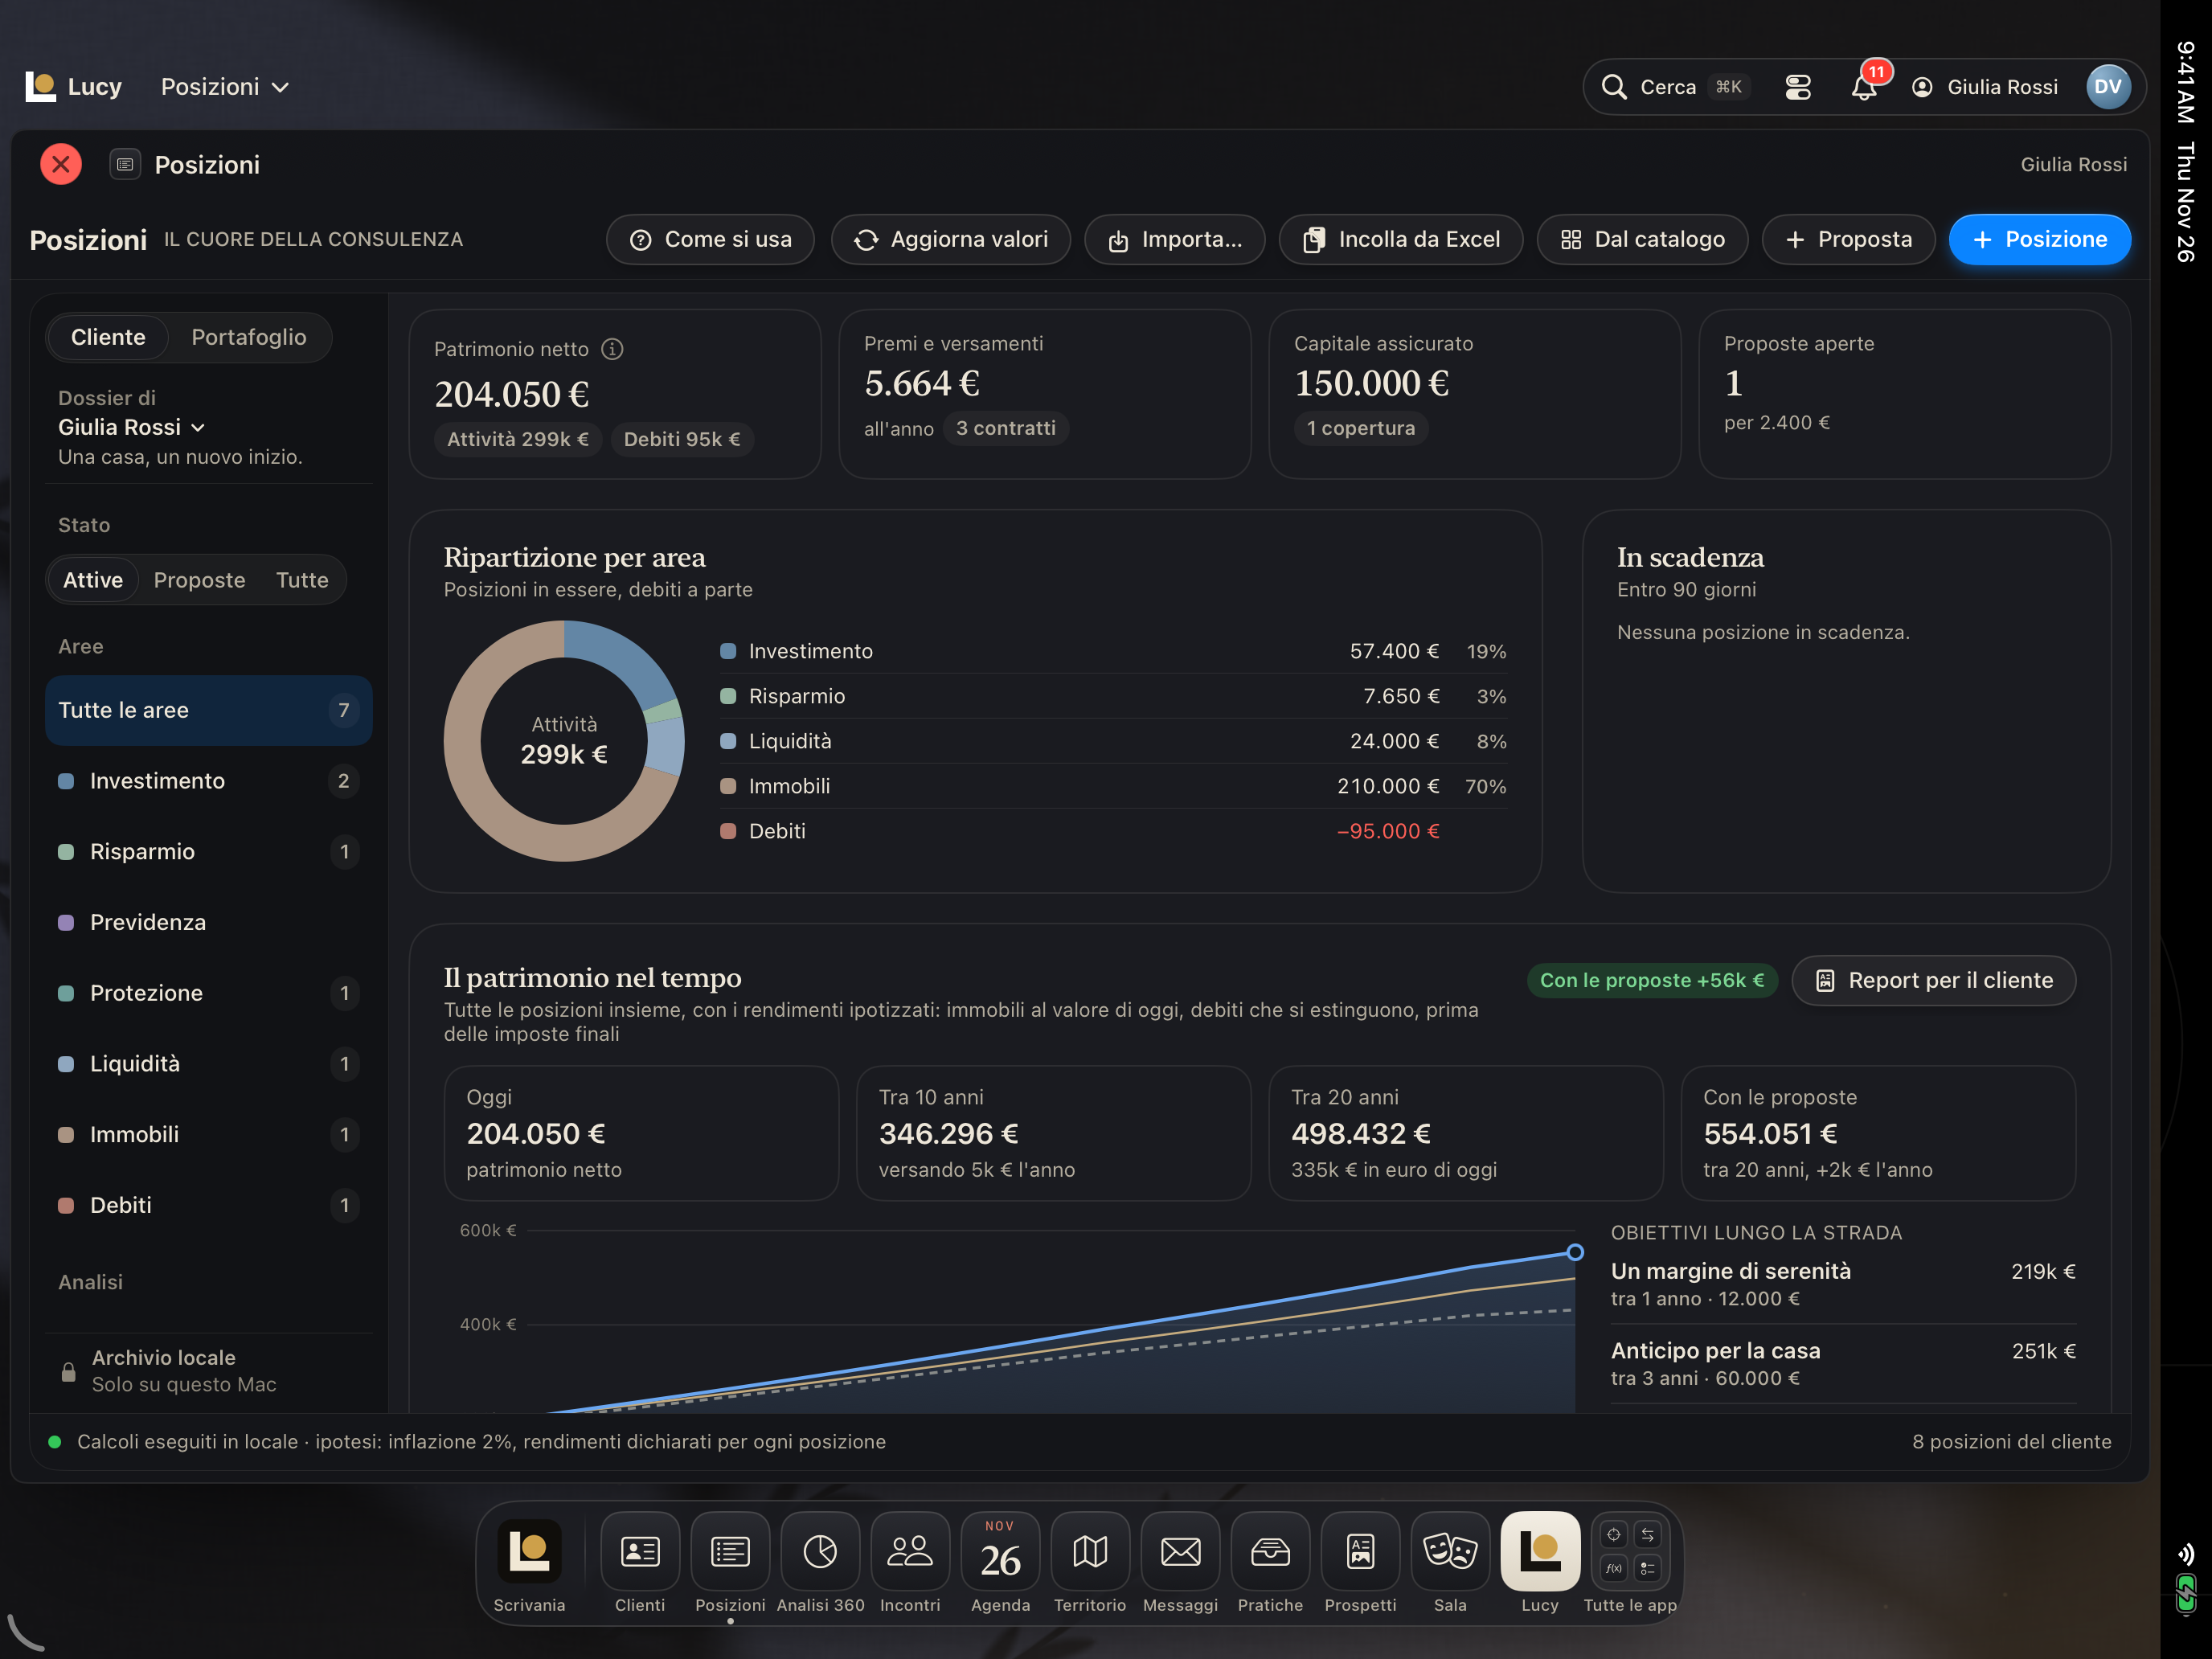 Lucy
Posizioni
Cerca ⌘K
11
Giulia Rossi
DV
9:41 AM Thu Nov 26
Posizioni
Giulia Rossi
Posizioni IL CUORE DELLA CONSULENZA
Come si usa
Aggiorna valori
Importa...
Incolla da Excel
Dal catalogo
+ Proposta
+ Posizione
Cliente
Portafoglio
Dossier di
Giulia Rossi
Una casa, un nuovo inizio.
Stato
Attive
Proposte
Tutte
Aree
Tutte le aree 7
Investimento 2
Risparmio 1
Previdenza
Protezione 1
Liquidità 1
Immobili 1
Debiti 1
Analisi
Archivio locale
Solo su questo Mac
Patrimonio netto
204.050 €
Attività 299k €
Debiti 95k €
Premi e versamenti
5.664 €
all'anno
3 contratti
Capitale assicurato
150.000 €
1 copertura
Proposte aperte
1
per 2.400 €
Ripartizione per area
Posizioni in essere, debiti a parte
Attività
299k €
Investimento 57.400 € 19%
Risparmio 7.650 € 3%
Liquidità 24.000 € 8%
Immobili 210.000 € 70%
Debiti −95.000 €
In scadenza
Entro 90 giorni
Nessuna posizione in scadenza.
Il patrimonio nel tempo
Tutte le posizioni insieme, con i rendimenti ipotizzati: immobili al valore di oggi, debiti che si estinguono, prima
delle imposte finali
Con le proposte +56k €
Report per il cliente
Oggi
204.050 €
patrimonio netto
Tra 10 anni
346.296 €
versando 5k € l'anno
Tra 20 anni
498.432 €
335k € in euro di oggi
Con le proposte
554.051 €
tra 20 anni, +2k € l'anno
600k €
400k €
OBIETTIVI LUNGO LA STRADA
Un margine di serenità 219k €
tra 1 anno · 12.000 €
Anticipo per la casa 251k €
tra 3 anni · 60.000 €
Calcoli eseguiti in locale · ipotesi: inflazione 2%, rendimenti dichiarati per ogni posizione
8 posizioni del cliente
NOV
26
f(x)
Scrivania
Clienti
Posizioni
Analisi 360
Incontri
Agenda
Territorio
Messaggi
Pratiche
Prospetti
Sala
Lucy
Tutte le app